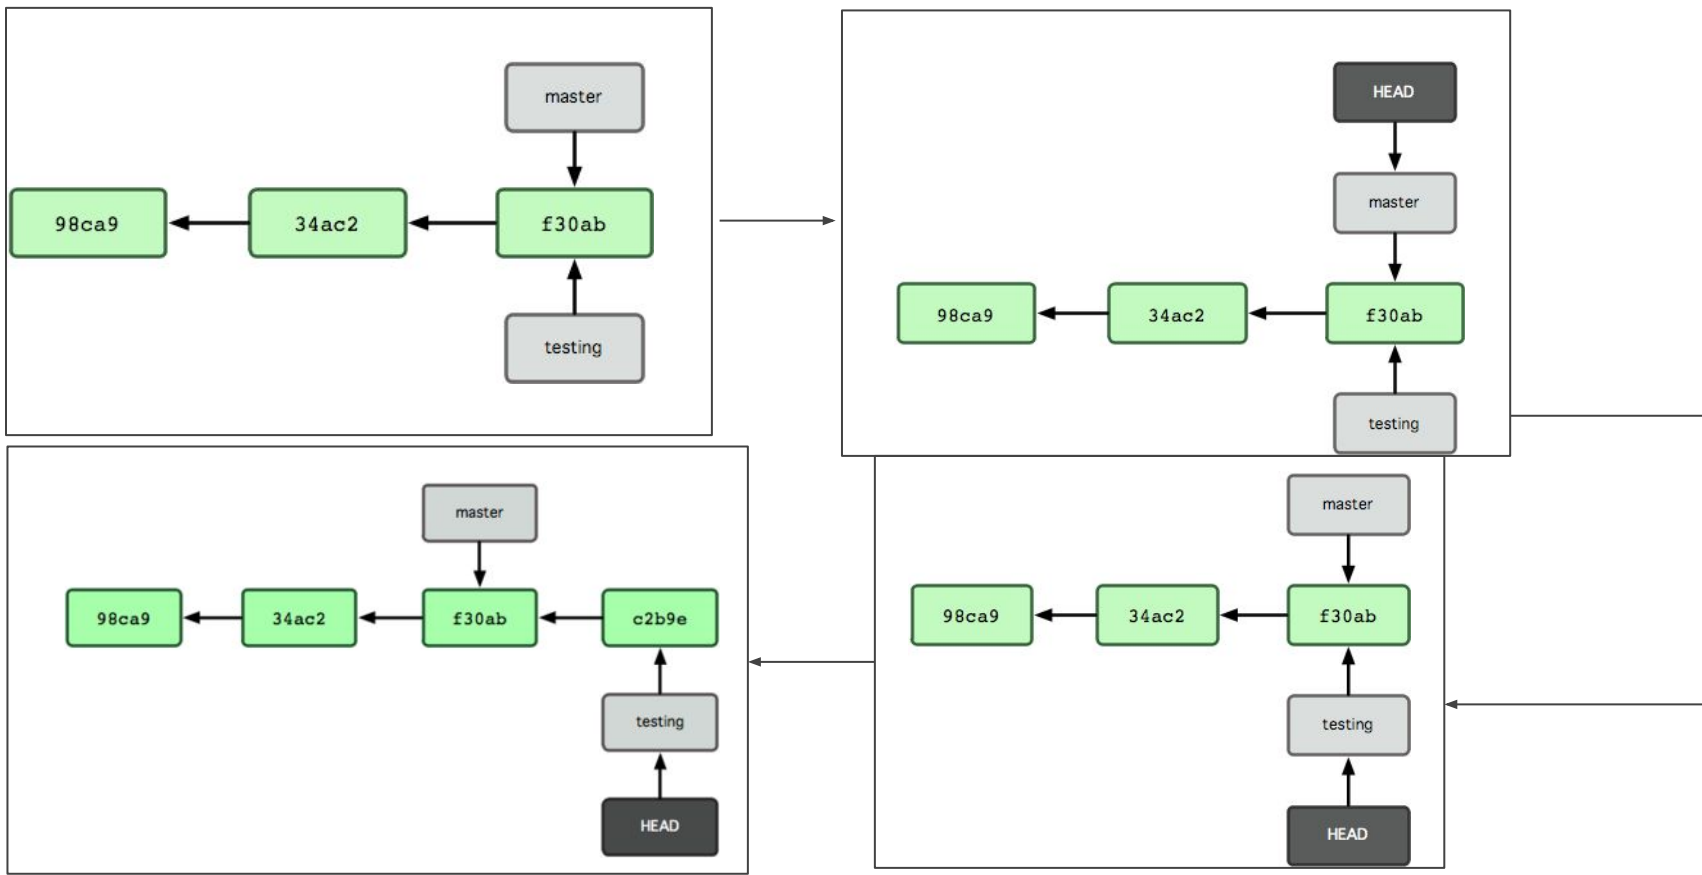 master
98ca9
34ac2
f30ab
testing
HEAD
master
98ca9
34ac2
f30ab
testing
master
98ca9
34ac2
f30ab
testing
HEAD
master
98ca9
34ac2
f30ab
c2b9e
testing
HEAD